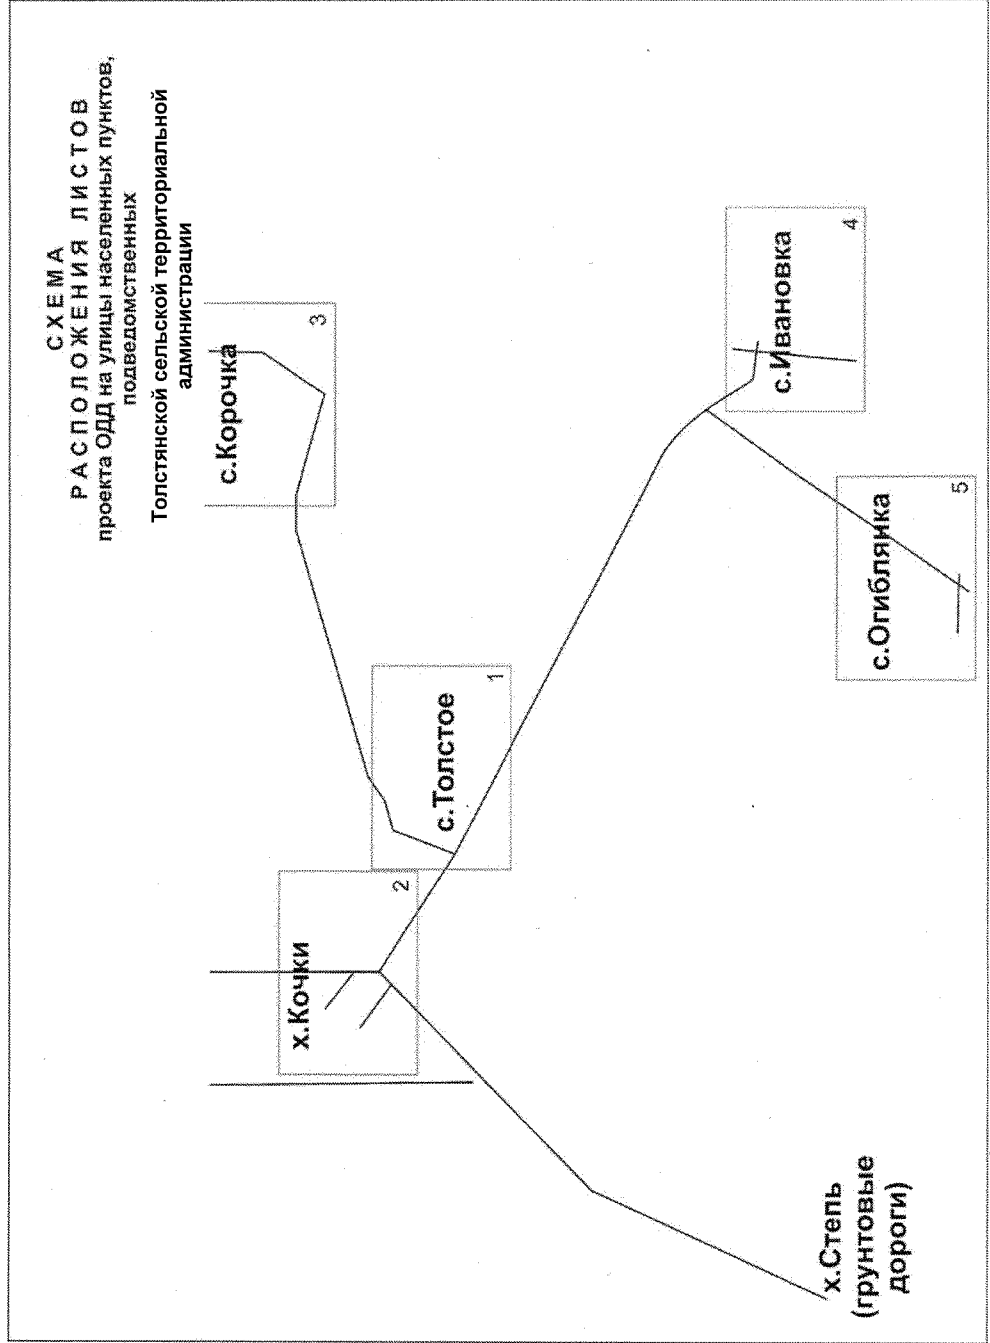 СХЕМА
РАСПОЛОЖЕНИЯ ЛИСТОВ
проекта ОДД на улицы населенных пунктов,
подведомственных
Толстянской сельской территориальной
администрации
с.Корочка
3
с.Ивановка
4
с.Толстое
1
с.Огиблянка
5
х.Кочки
2
х.Степь
(грунтовые
дороги)